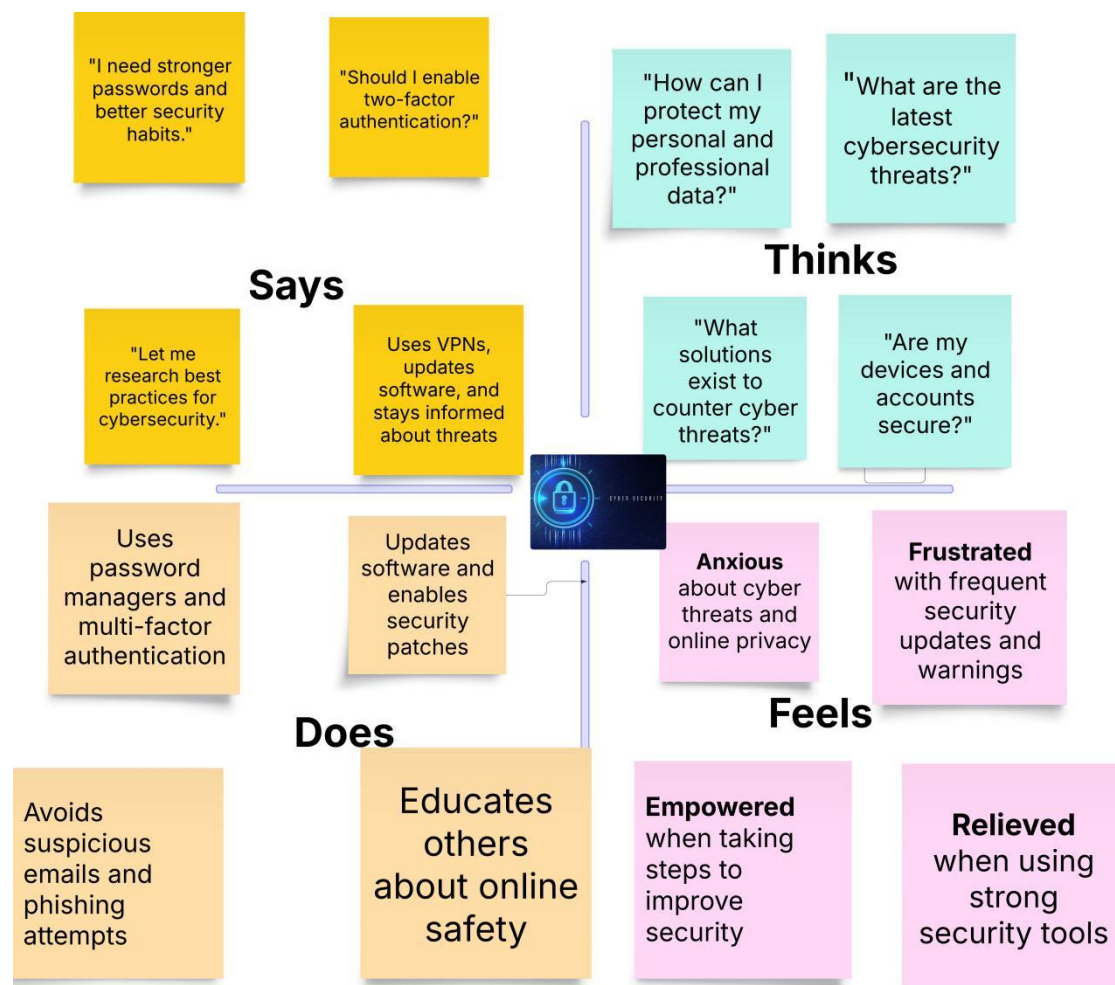 "I need stronger
passwords and
better security
habits."
"Should I enable
two-factor
authentication?"
"How can I
protect my
personal and
professional
data?"
"What are the
latest
cybersecurity
threats?"
Says
Thinks
"Let me
research best
practices for
cybersecurity."
Uses VPNs,
updates
software, and
stays informed
about threats
"What
solutions
exist to
counter cyber
threats?"
"Are my
devices and
accounts
secure?"
CYBER SECURITY
Uses
password
managers and
multi-factor
authentication
Updates
software and
enables
security
patches
Anxious
about cyber
threats and
online privacy
Frustrated
with frequent
security
updates and
warnings
Does
Feels
Avoids
suspicious
emails and
phishing
attempts
Educates
others
about online
safety
Empowered
when taking
steps to
improve
security
Relieved
when using
strong
security tools